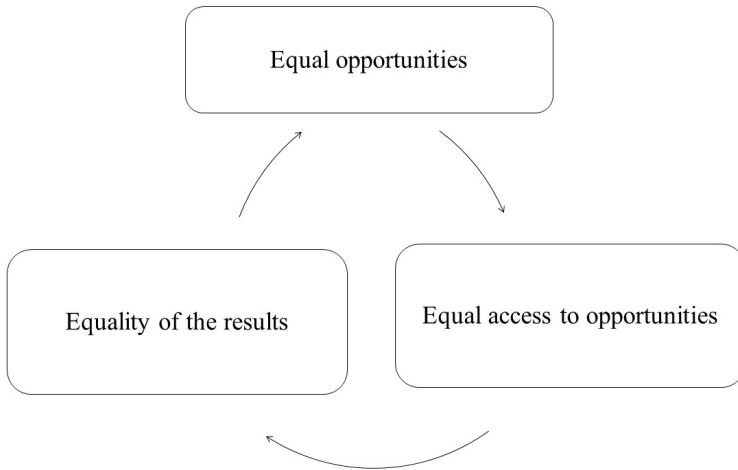 Equal opportunities
Equal access to opportunities
Equality of the results